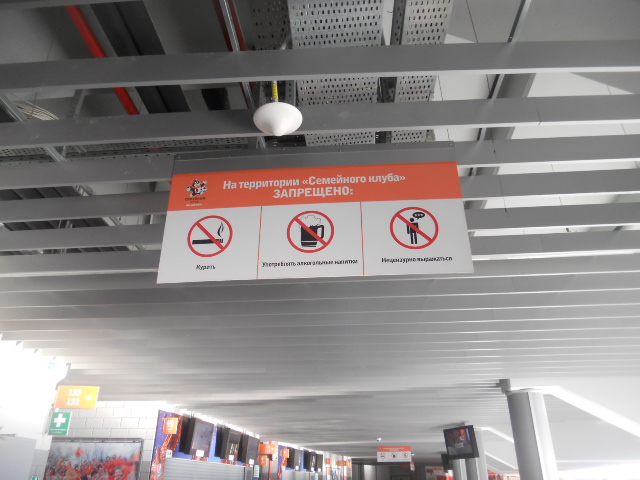 На территории «Семейного клуба»
ЗАПРЕЩЕНО:
Курить
Употреблять алкогольные напитки
Нецензурно выражаться